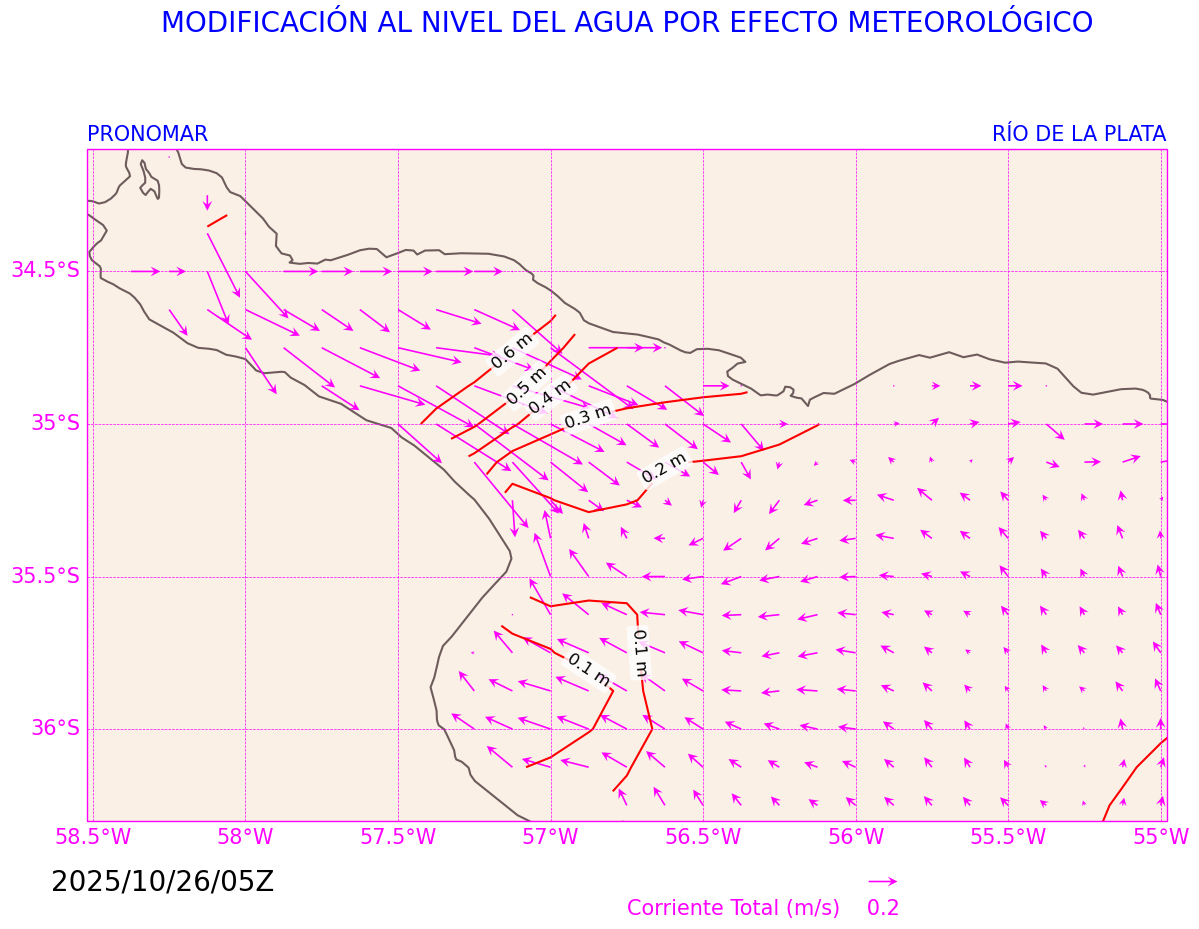 MODIFICACIÓN AL NIVEL DEL AGUA POR EFECTO METEOROLÓGICO
PRONOMAR
RÍO DE LA PLATA
34.5°S
35°S
35.5°S
36°S
0.6 m
0.5 m
0.4 m
0.3 m
0.2 m
0.1 m
0.1 m
58.5°W
58°W
57.5°W
57°W
56.5°W
56°W
55.5°W
55°W
2025/10/26/05Z
Corriente Total (m/s)
0.2